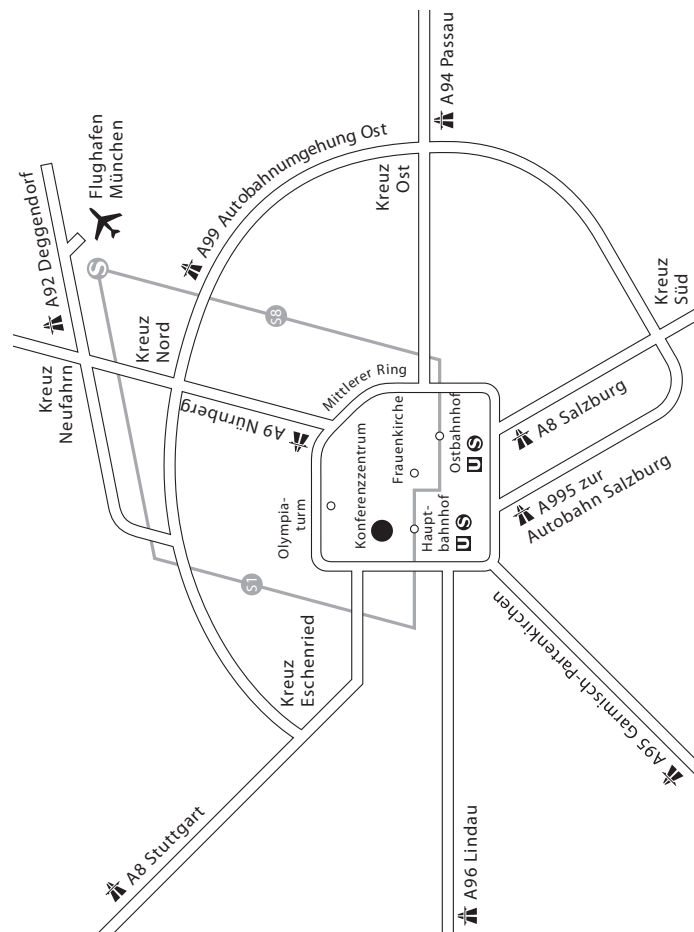 A92 Deggendorf
Flughafen
München
S
A99 Autobahnumgehung Ost
A94 Passau
Kreuz
Ost
Kreuz
Nord
Kreuz
Neufahrn
S8
A9 Nürnberg
Mittlerer Ring
Kreuz
Süd
A8 Salzburg
A995 zur
Autobahn Salzburg
Olympia-
turm
Konferenzzentrum
Frauenkirche
Ostbahnhof
U S
Haupt-
bahnhof
U S
S1
Kreuz
Eschenried
A95 Garmisch-Partenkirchen
A8 Stuttgart
A96 Lindau